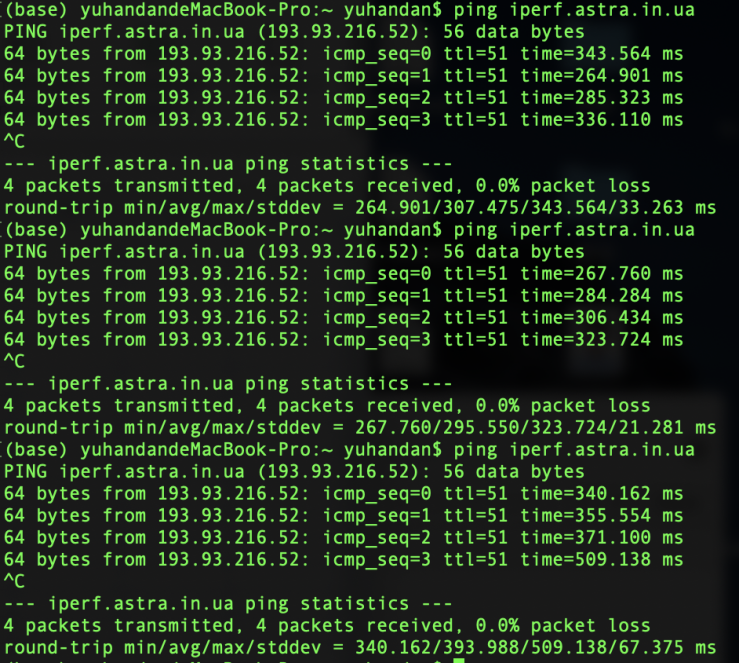 (base) yuhandandeMacBook-Pro:~ yuhandan$ ping iperf.astra.in.ua
PING iperf.astra.in.ua (193.93.216.52): 56 data bytes
64 bytes from 193.93.216.52: icmp_seq=0 ttl=51 time=343.564 ms
64 bytes from 193.93.216.52: icmp_seq=1 ttl=51 time=264.901 ms
64 bytes from 193.93.216.52: icmp_seq=2 ttl=51 time=285.323 ms
64 bytes from 193.93.216.52: icmp_seq=3 ttl=51 time=336.110 ms
^C
--- iperf.astra.in.ua ping statistics ---
4 packets transmitted, 4 packets received, 0.0% packet loss
round-trip min/avg/max/stddev = 264.901/307.475/343.564/33.263 ms
(base) yuhandandeMacBook-Pro:~ yuhandan$ ping iperf.astra.in.ua
PING iperf.astra.in.ua (193.93.216.52): 56 data bytes
64 bytes from 193.93.216.52: icmp_seq=0 ttl=51 time=267.760 ms
64 bytes from 193.93.216.52: icmp_seq=1 ttl=51 time=284.284 ms
64 bytes from 193.93.216.52: icmp_seq=2 ttl=51 time=306.434 ms
64 bytes from 193.93.216.52: icmp_seq=3 ttl=51 time=323.724 ms
^C
--- iperf.astra.in.ua ping statistics ---
4 packets transmitted, 4 packets received, 0.0% packet loss
round-trip min/avg/max/stddev = 267.760/295.550/323.724/21.281 ms
(base) yuhandandeMacBook-Pro:~ yuhandan$ ping iperf.astra.in.ua
PING iperf.astra.in.ua (193.93.216.52): 56 data bytes
64 bytes from 193.93.216.52: icmp_seq=0 ttl=51 time=340.162 ms
64 bytes from 193.93.216.52: icmp_seq=1 ttl=51 time=355.554 ms
64 bytes from 193.93.216.52: icmp_seq=2 ttl=51 time=371.100 ms
64 bytes from 193.93.216.52: icmp_seq=3 ttl=51 time=509.138 ms
^C
--- iperf.astra.in.ua ping statistics ---
4 packets transmitted, 4 packets received, 0.0% packet loss
round-trip min/avg/max/stddev = 340.162/393.988/509.138/67.375 ms